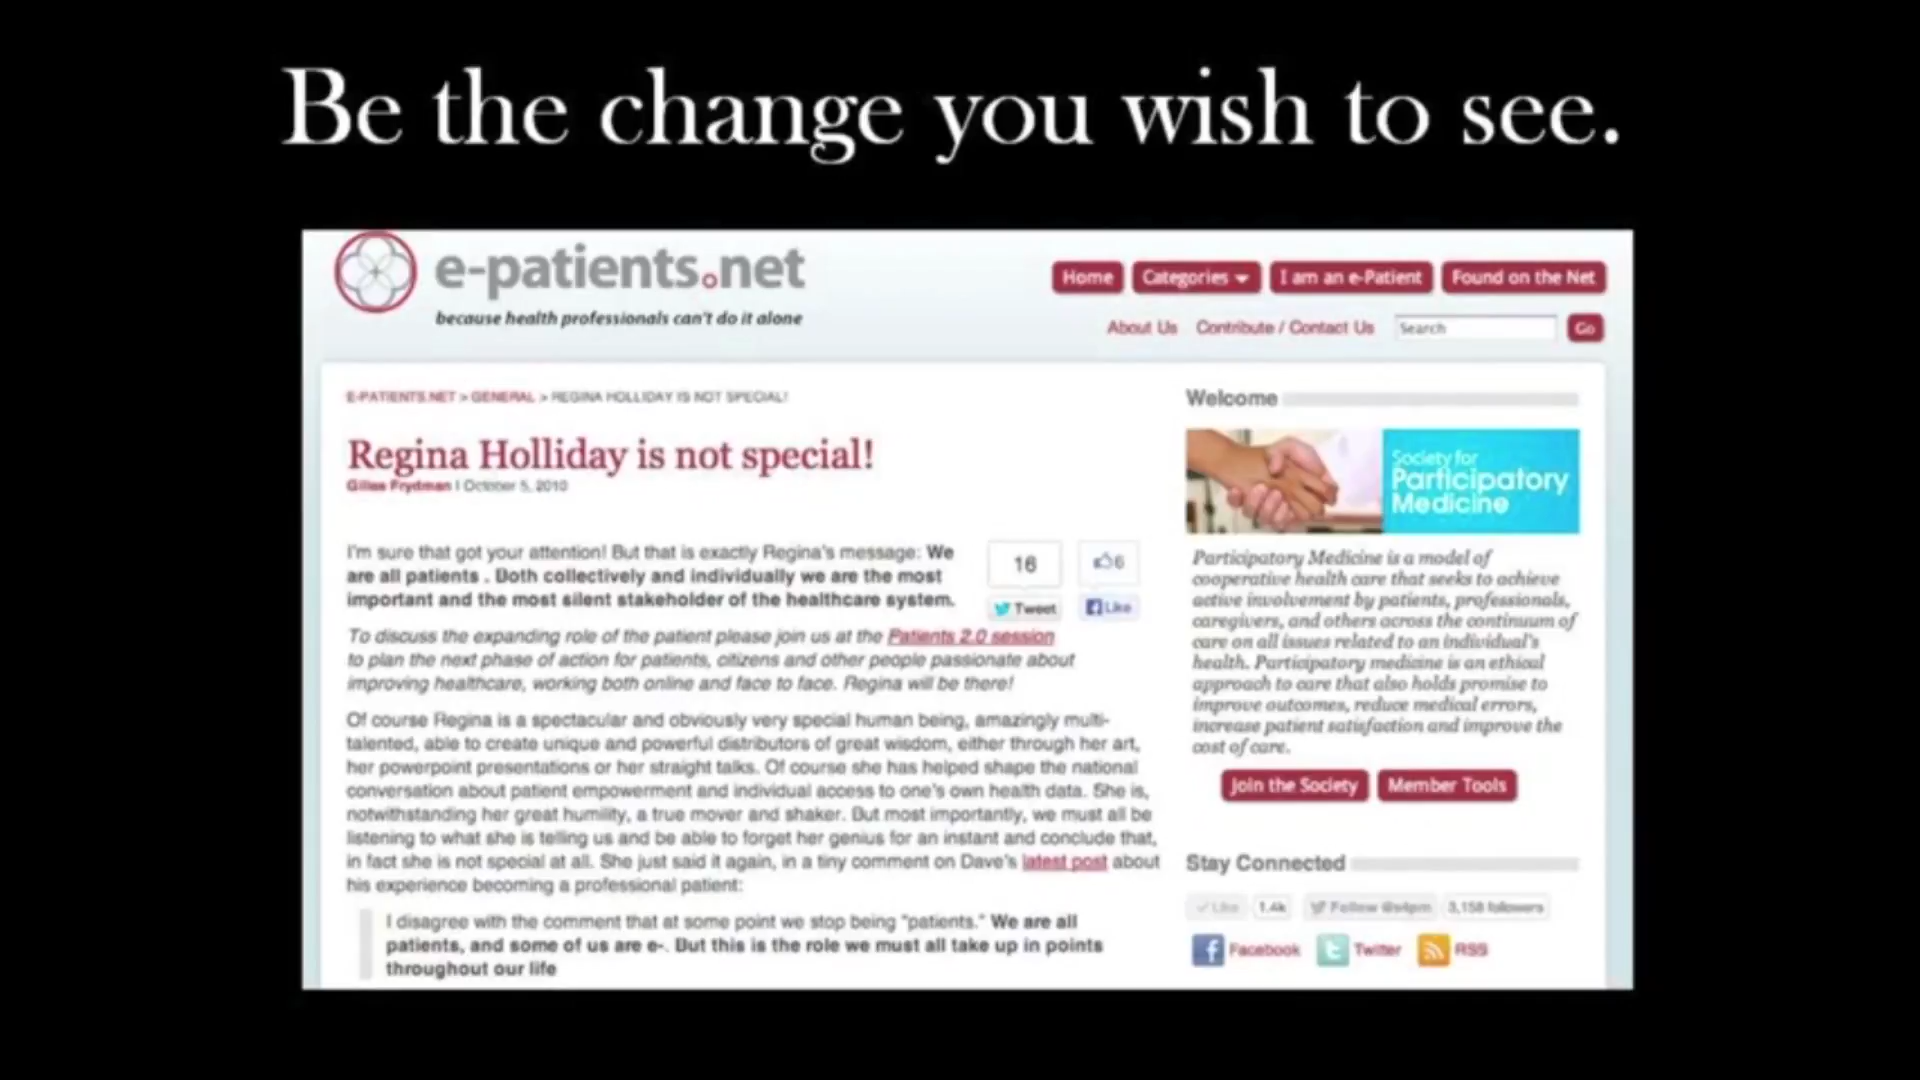 Be the change you wish to see.
e-patients.net
because health professionals can't do it alone
Home
Categories
I am an e-Patient
Found on the Net
About Us
Contribute / Contact Us
Search
Go
E-PATIENTS.NET > GENERAL > REGINA HOLLIDAY IS NOT SPECIAL!
Regina Holliday is not special!
Gilles Frydman | October 5, 2010
I'm sure that got your attention! But that is exactly Regina's message: We
are all patients . Both collectively and individually we are the most
important and the most silent stakeholder of the healthcare system.
16
Tweet
6
Like
To discuss the expanding role of the patient please join us at the Patients 2.0 session
to plan the next phase of action for patients, citizens and other people passionate about
improving healthcare, working both online and face to face. Regina will be there!
Of course Regina is a spectacular and obviously very special human being, amazingly multi-
talented, able to create unique and powerful distributors of great wisdom, either through her art,
her powerpoint presentations or her straight talks. Of course she has helped shape the national
conversation about patient empowerment and individual access to one's own health data. She is,
notwithstanding her great humility, a true mover and shaker. But most importantly, we must all be
listening to what she is telling us and be able to forget her genius for an instant and conclude that,
in fact she is not special at all. She just said it again, in a tiny comment on Dave's latest post about
his experience becoming a professional patient:
I disagree with the comment that at some point we stop being "patients." We are all
patients, and some of us are e-. But this is the role we must all take up in points
throughout our life
Welcome
Society for
Participatory
Medicine
Participatory Medicine is a model of
cooperative health care that seeks to achieve
active involvement by patients, professionals,
caregivers, and others across the continuum of
care on all issues related to an individual's
health. Participatory medicine is an ethical
approach to care that also holds promise to
improve outcomes, reduce medical errors,
increase patient satisfaction and improve the
cost of care.
Join the Society
Member Tools
Stay Connected
Like
1.4k
Follow @s4pm
3,158 followers
Facebook
Twitter
RSS